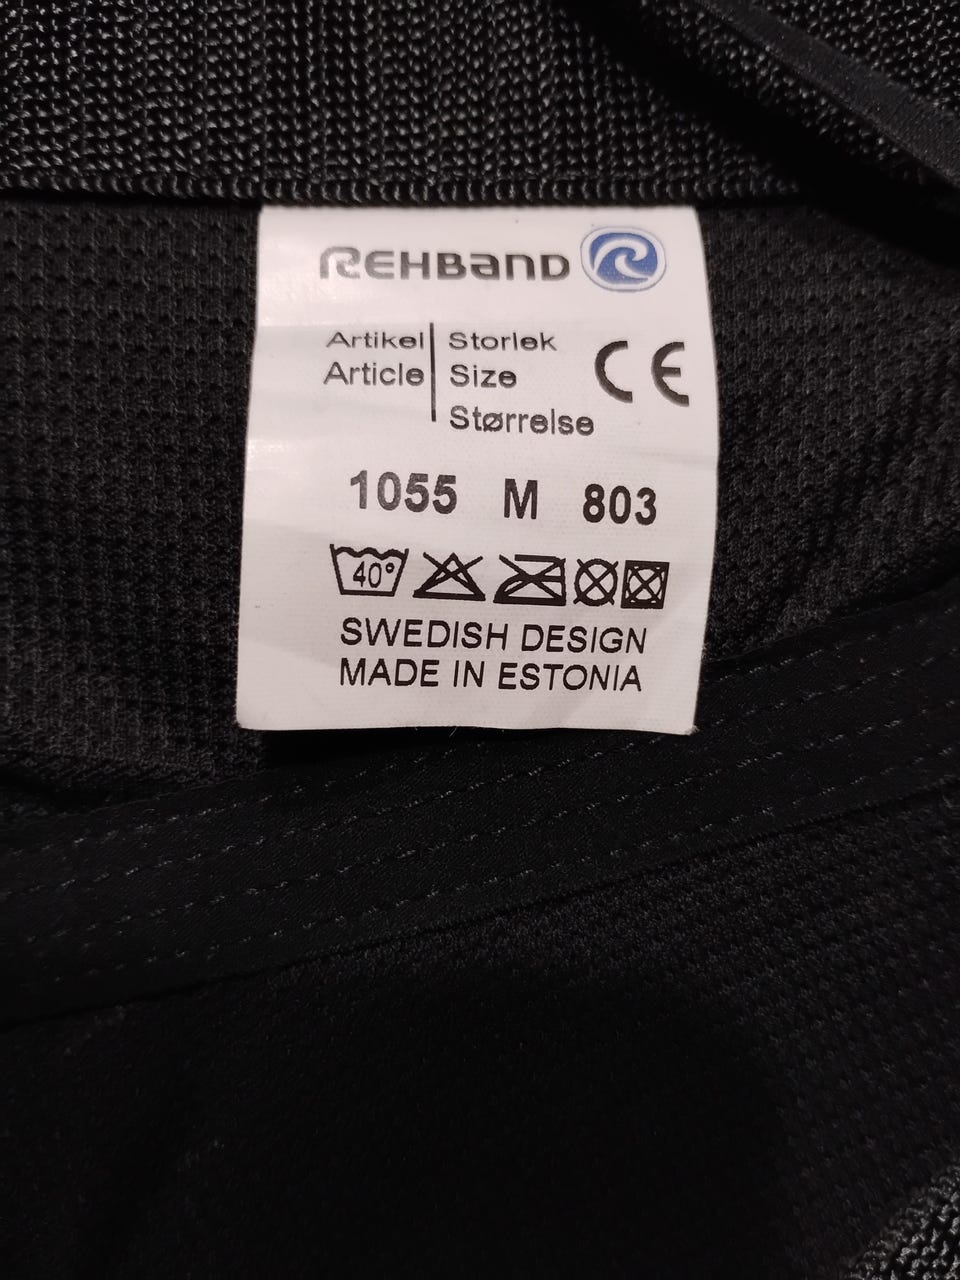 REHBAND
Artikel Storlek
Article Size
Størrelse
CE
1055 M 803
40°
SWEDISH DESIGN
MADE IN ESTONIA